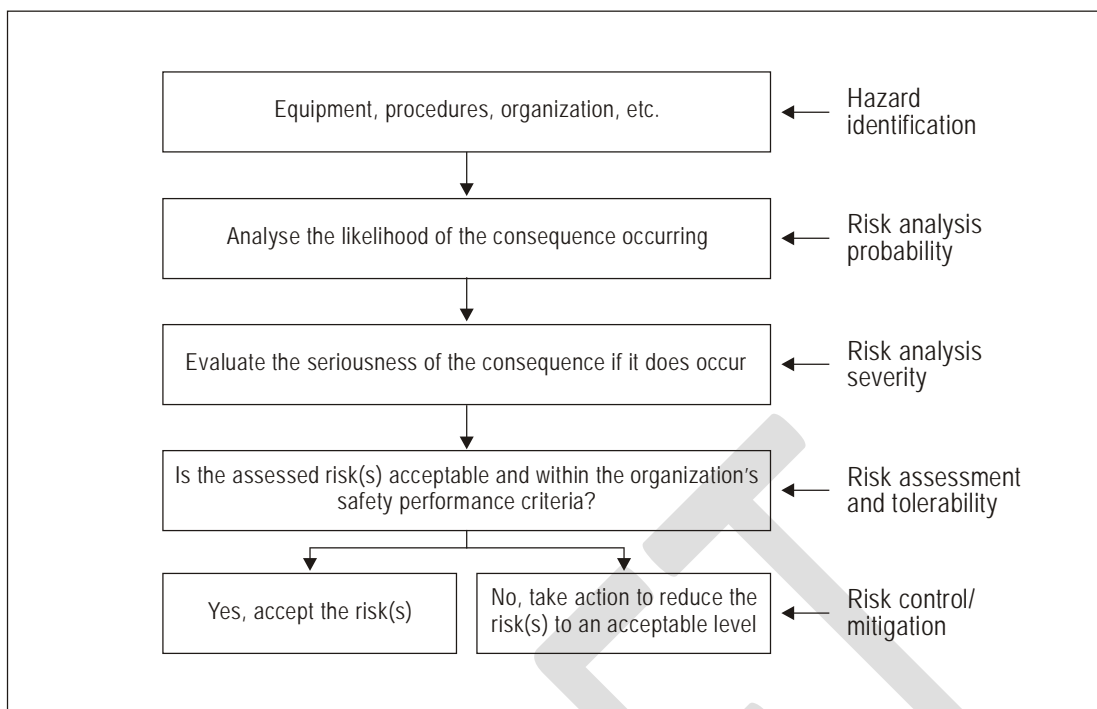 Equipment, procedures, organization, etc.
Hazard
identification
Analyse the likelihood of the consequence occurring
Risk analysis
probability
Evaluate the seriousness of the consequence if it does occur
Risk analysis
severity
Is the assessed risk(s) acceptable and within the organization's
safety performance criteria?
Risk assessment
and tolerability
Yes, accept the risk(s)
No, take action to reduce the
risk(s) to an acceptable level
Risk control/
mitigation